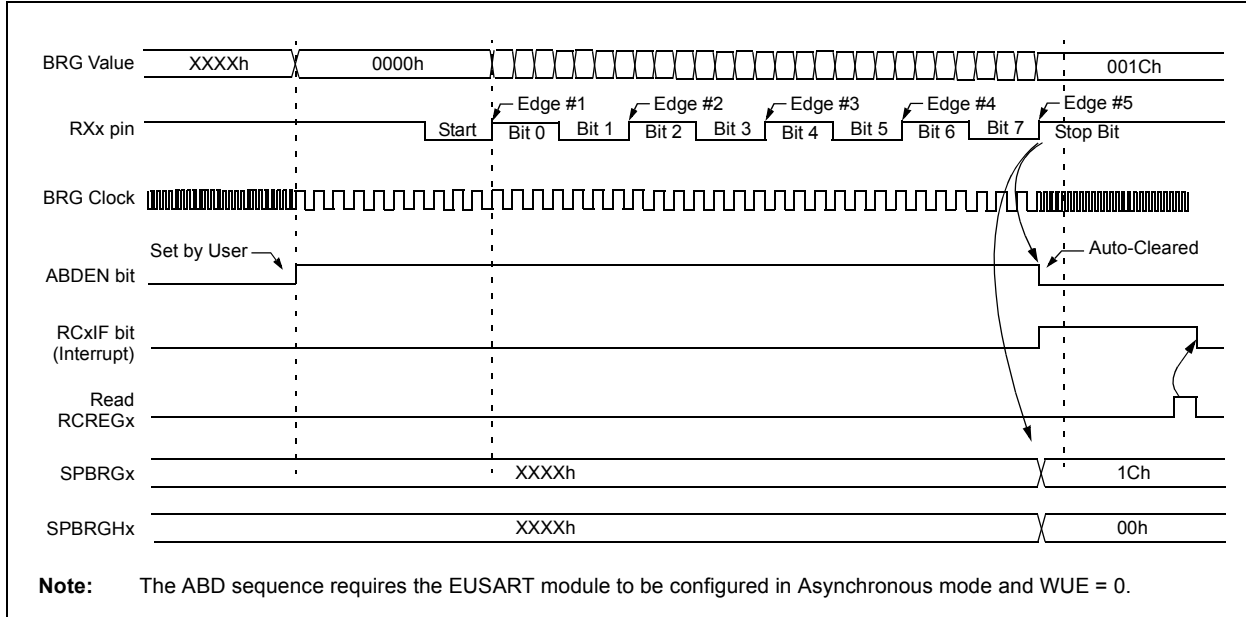 BRG Value XXXXh 0000h 001Ch
Edge #1 Edge #2 Edge #3 Edge #4 Edge #5
RXx pin Start Bit 0 Bit 1 Bit 2 Bit 3 Bit 4 Bit 5 Bit 6 Bit 7 Stop Bit
BRG Clock
Set by User Auto-Cleared
ABDEN bit
RCxIF bit
(Interrupt)
Read
RCREGx
SPBRGx XXXXh 1Ch
SPBRGHx XXXXh 00h
Note: The ABD sequence requires the EUSART module to be configured in Asynchronous mode and WUE = 0.